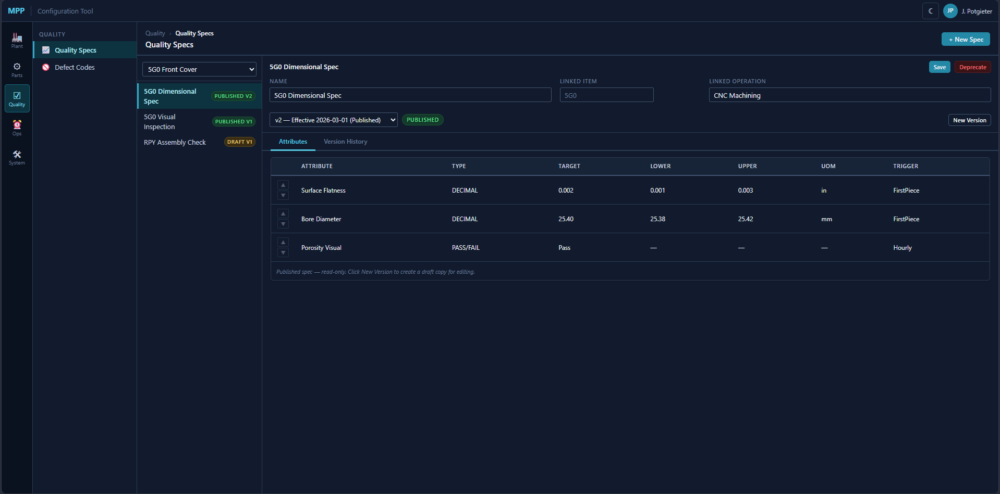 MPP
Configuration Tool
JP
J. Potgieter
Plant
Parts
Quality
Ops
System
QUALITY
Quality Specs
Defect Codes
Quality › Quality Specs
Quality Specs
+ New Spec
5G0 Front Cover
5G0 Dimensional
Spec
PUBLISHED V2
5G0 Visual
Inspection
PUBLISHED V1
RPY Assembly Check
DRAFT V1
5G0 Dimensional Spec
Save
Deprecate
NAME
5G0 Dimensional Spec
LINKED ITEM
5G0
LINKED OPERATION
CNC Machining
v2 — Effective 2026-03-01 (Published)
PUBLISHED
New Version
Attributes
Version History
ATTRIBUTE TYPE TARGET LOWER UPPER UOM TRIGGER
Surface Flatness DECIMAL 0.002 0.001 0.003 in FirstPiece
Bore Diameter DECIMAL 25.40 25.38 25.42 mm FirstPiece
Porosity Visual PASS/FAIL Pass — — — Hourly
Published spec — read-only. Click New Version to create a draft copy for editing.